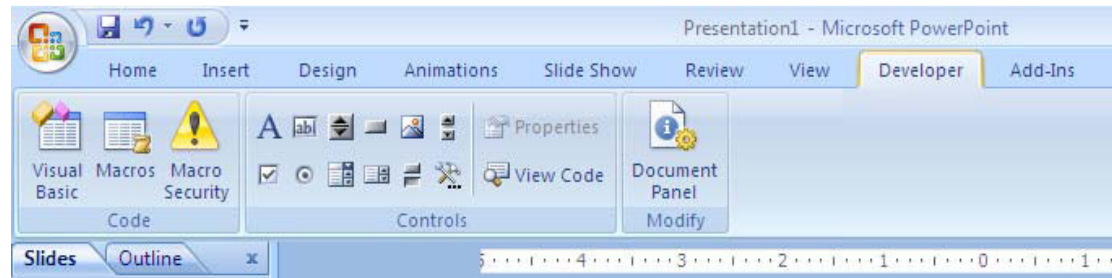 Presentation1 - Microsoft PowerPoint
Home Insert Design Animations Slide Show Review View Developer Add-Ins
A ab Properties
Visual Basic Macros Macro Security View Code Document Panel
Code Controls Modify
Slides Outline x 5 4 3 2 1 0 1